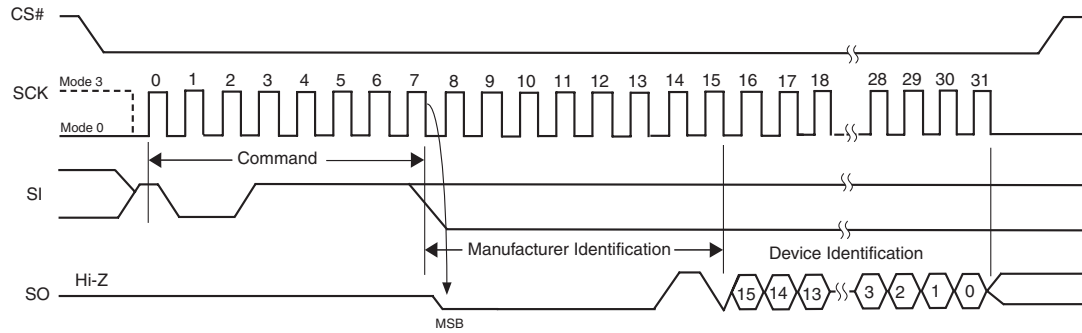 CS#
Mode 3
0 1 2 3 4 5 6 7 8 9 10 11 12 13 14 15 16 17 18 28 29 30 31
SCK
Mode 0
Command
SI
Manufacturer Identification
Device Identification
Hi-Z
SO
15 14 13 3 2 1 0
MSB